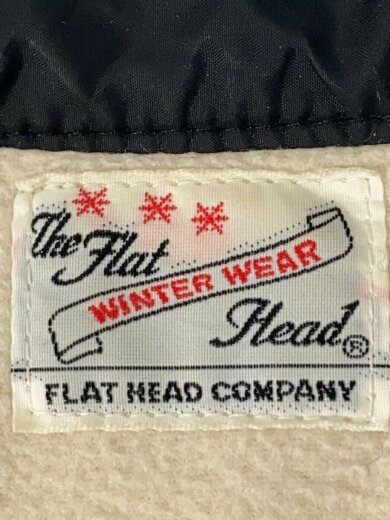 The Flat
WINTER WEAR
Head®
FLAT HEAD COMPANY